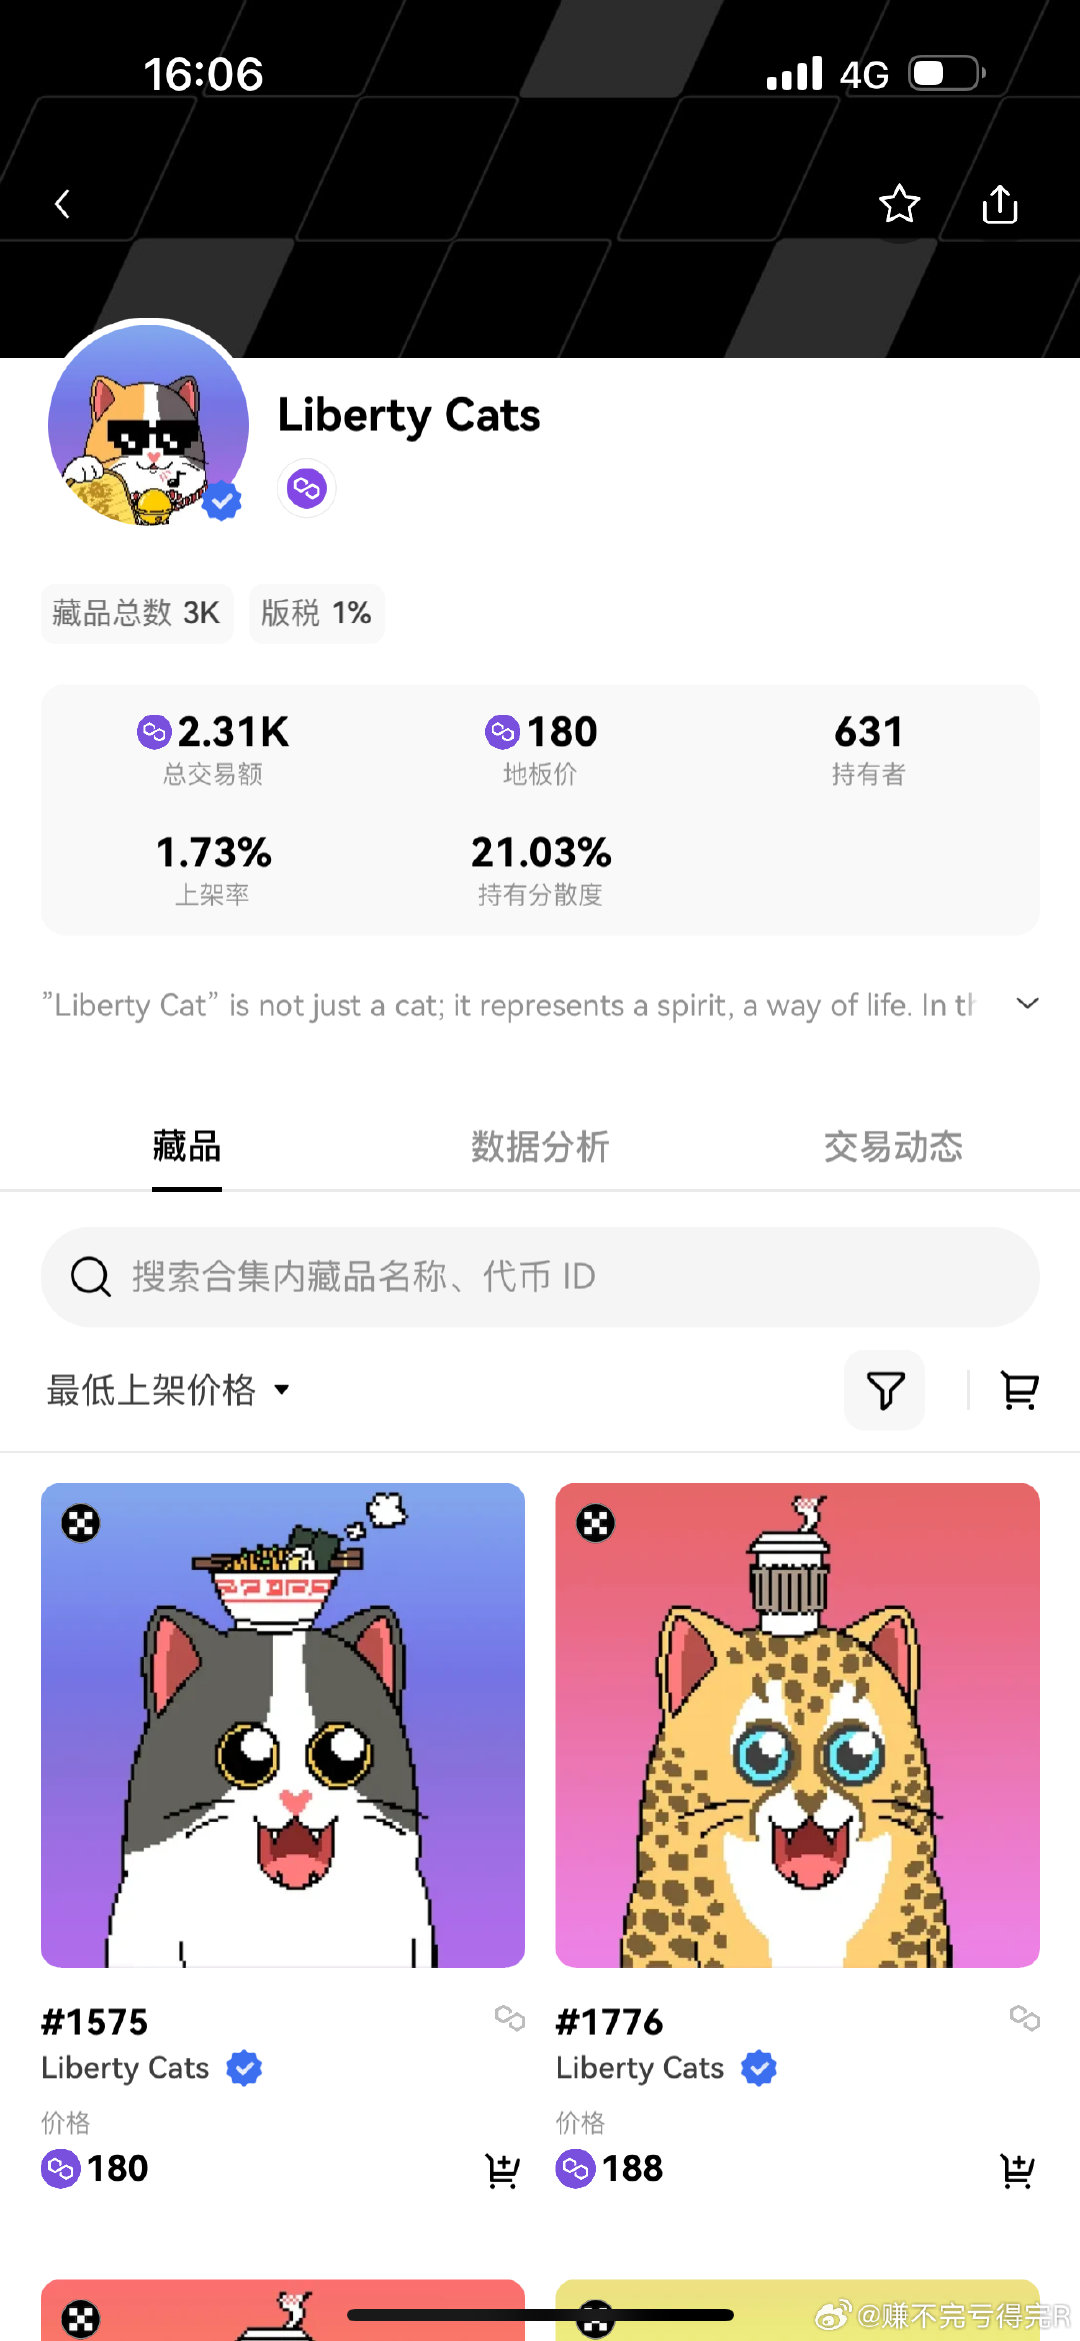 16:06
4G
Liberty Cats
藏品总数 3K
版税 1%
2.31K
180
631
总交易额
地板价
持有者
1.73%
21.03%
上架率
持有分散度
”Liberty Cat” is not just a cat; it represents a spirit, a way of life. In th
藏品
数据分析
交易动态
搜索合集内藏品名称、代币 ID
最低上架价格
#1575
#1776
Liberty Cats
Liberty Cats
价格
价格
180
188
@赚不完亏得完R